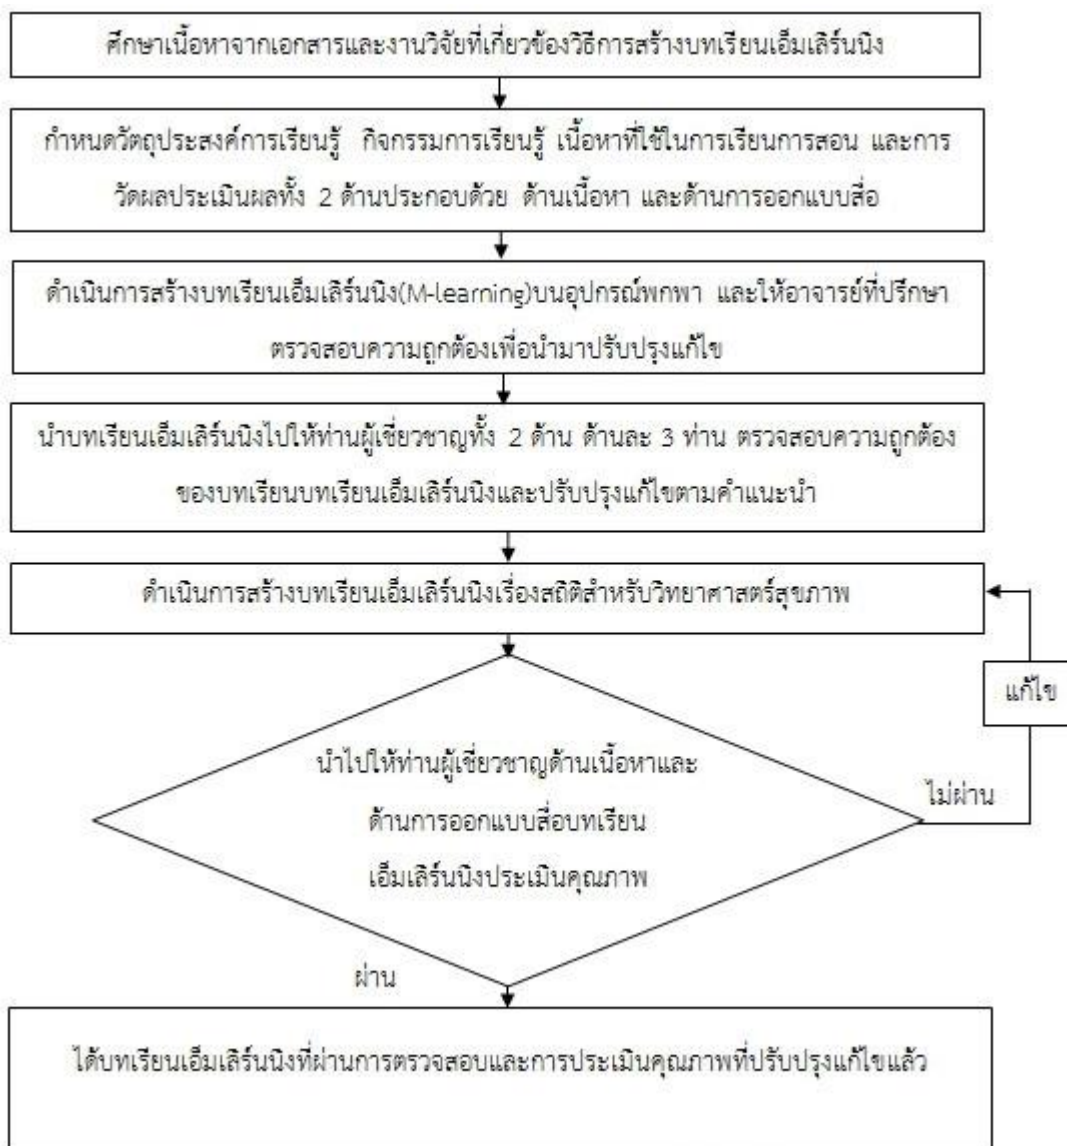 ศึกษาเนื้อหาจากเอกสารและงานวิจัยที่เกี่ยวข้องวิธีการสร้างบทเรียนเอ็มเลิร์นนิง
กำหนดวัตถุประสงค์การเรียนรู้ กิจกรรมการเรียนรู้ เนื้อหาที่ใช้ในการเรียนการสอน และการ
วัดผลประเมินผลทั้ง 2 ด้านประกอบด้วย ด้านเนื้อหา และด้านการออกแบบสื่อ
ดำเนินการสร้างบทเรียนเอ็มเลิร์นนิง(M-learning)บนอุปกรณ์พกพา และให้อาจารย์ที่ปรึกษา
ตรวจสอบความถูกต้องเพื่อนำมาปรับปรุงแก้ไข
นำบทเรียนเอ็มเลิร์นนิงไปให้ท่านผู้เชี่ยวชาญทั้ง 2 ด้าน ด้านละ 3 ท่าน ตรวจสอบความถูกต้อง
ของบทเรียนบทเรียนเอ็มเลิร์นนิงและปรับปรุงแก้ไขตามคำแนะนำ
ดำเนินการสร้างบทเรียนเอ็มเลิร์นนิงเรื่องสถิติสำหรับวิทยาศาสตร์สุขภาพ
แก้ไข
นำไปให้ท่านผู้เชี่ยวชาญด้านเนื้อหาและ
ด้านการออกแบบสื่อบทเรียน
เอ็มเลิร์นนิงประเมินคุณภาพ
ไม่ผ่าน
ผ่าน
ได้บทเรียนเอ็มเลิร์นนิงที่ผ่านการตรวจสอบและการประเมินคุณภาพที่ปรับปรุงแก้ไขแล้ว